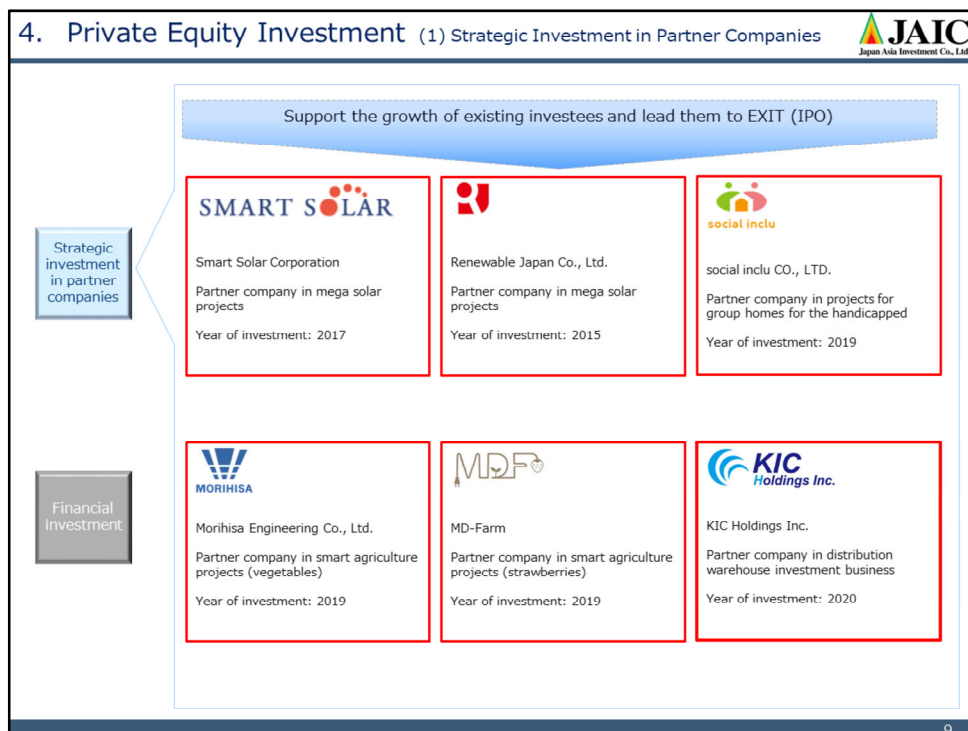 4. Private Equity Investment (1) Strategic Investment in Partner Companies
JAIC
Japan Asia Investment Co., Ltd
Support the growth of existing investees and lead them to EXIT (IPO)
Strategic
investment
in partner
companies
SMART SOLAR
Smart Solar Corporation
Partner company in mega solar
projects
Year of investment: 2017
Renewable Japan Co., Ltd.
Partner company in mega solar
projects
Year of investment: 2015
social inclu
social inclu CO., LTD.
Partner company in projects for
group homes for the handicapped
Year of investment: 2019
Financial
investment
MORIHISA
Morihisa Engineering Co., Ltd.
Partner company in smart agriculture
projects (vegetables)
Year of investment: 2019
MDF
MD-Farm
Partner company in smart agriculture
projects (strawberries)
Year of investment: 2019
KIC
Holdings Inc.
KIC Holdings Inc.
Partner company in distribution
warehouse investment business
Year of investment: 2020
9